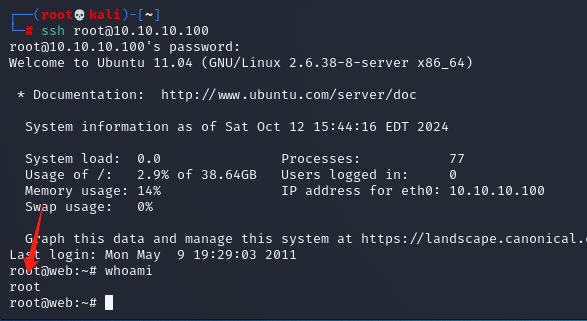 ┌──(root💀kali)-[~]
└─# ssh root@10.10.10.100
root@10.10.10.100's password:
Welcome to Ubuntu 11.04 (GNU/Linux 2.6.38-8-server x86_64)
* Documentation:  http://www.ubuntu.com/server/doc
System information as of Sat Oct 12 15:44:16 EDT 2024
System load:  0.0                Processes:           77
Usage of /:   2.9% of 38.64GB   Users logged in:     0
Memory usage: 14%                IP address for eth0: 10.10.10.100
Swap usage:   0%
Graph this data and manage this system at https://landscape.canonical.
Last login: Mon May  9 19:29:03 2011
root@web:~# whoami
root
root@web:~#